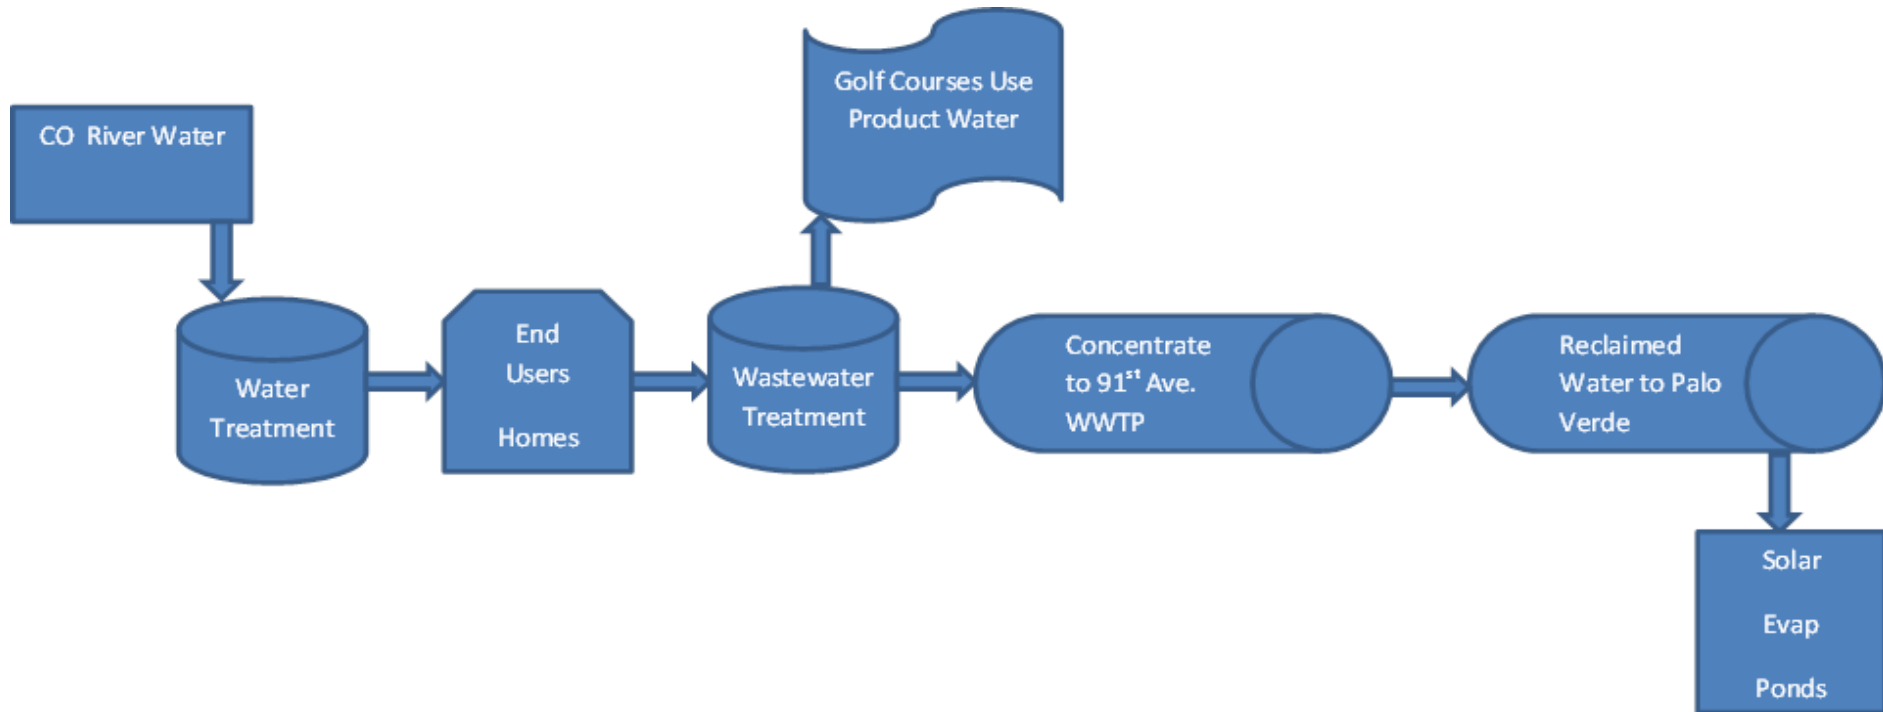 CO River Water
Golf Courses Use
Product Water
Water
Treatment
End
Users
Homes
Wastewater
Treatment
Concentrate
to 91st Ave.
WWTP
Reclaimed
Water to Palo
Verde
Solar
Evap
Ponds